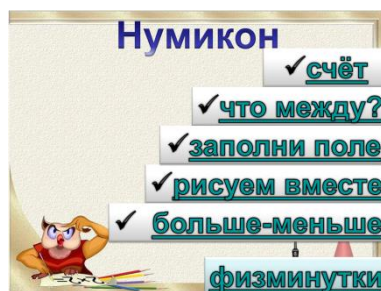 Нумикон
✓счёт
✓что между?
✓заполни поле
✓рисуем вместе
✓ больше-меньше
физминутки